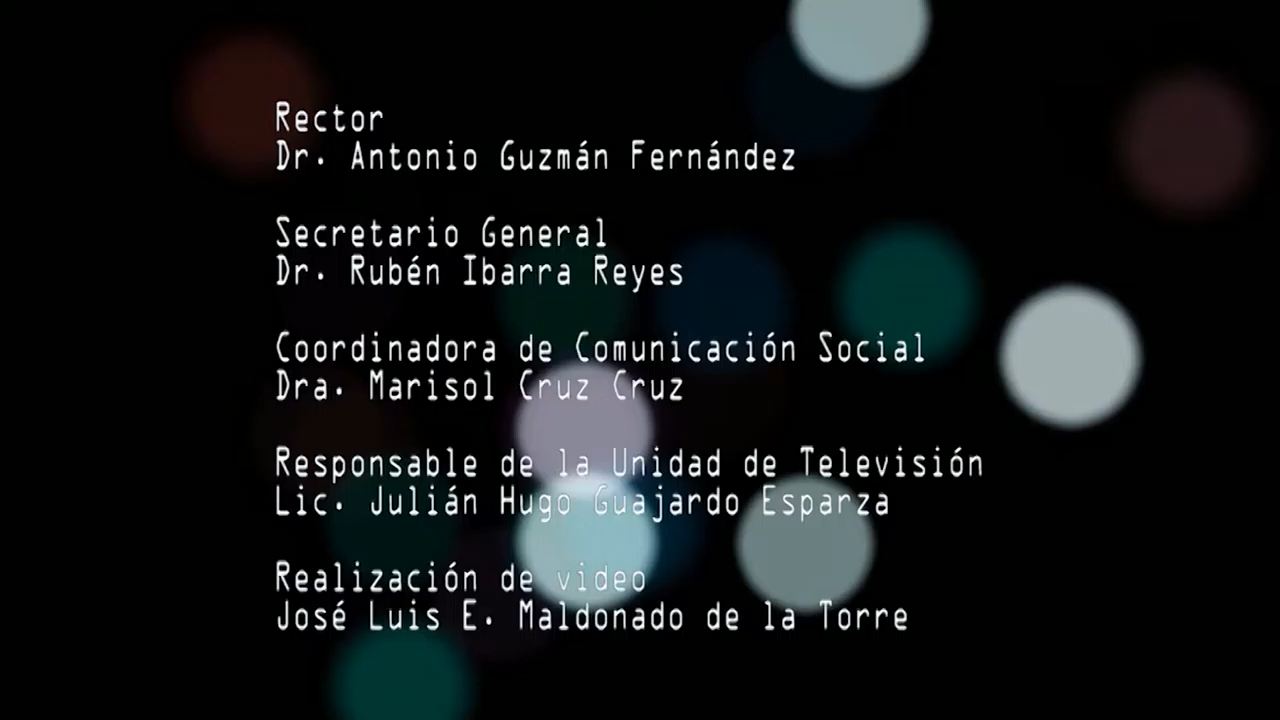 Rector
Dr. Antonio Guzmán Fernández
Secretario General
Dr. Rubén Ibarra Reyes
Coordinadora de Comunicación Social
Dra. Marisol Cruz Cruz
Responsable de la Unidad de Televisión
Lic. Julián Hugo Guajardo Esparza
Realización de video
José Luis E. Maldonado de la Torre